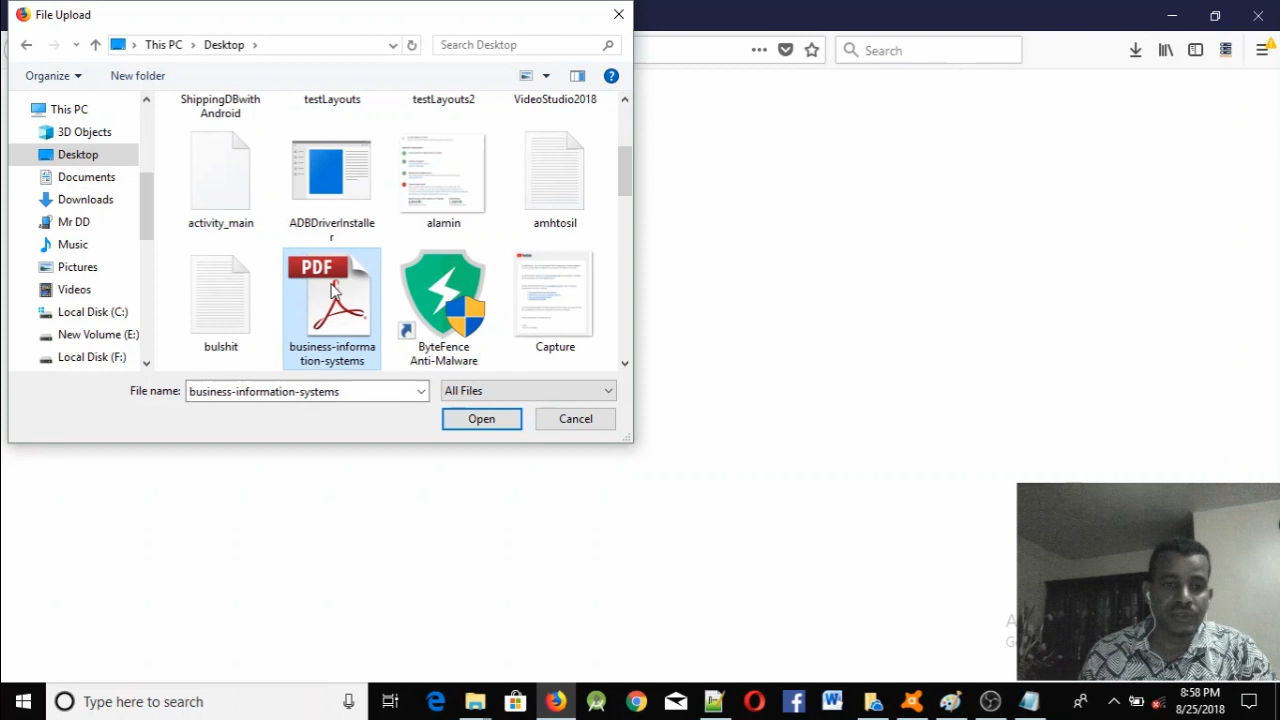 File Upload
This PC
Desktop
Search Desktop
Search
Organize
New folder
ShippingDBwith
Android
testLayouts
testLayouts2
VideoStudio2018
This PC
3D Objects
Desktop
Documents
Downloads
Mr DD
Music
Pictures
Videos
Local Disk (C:)
New Volume (E:)
Local Disk (F:)
activity_main
ADBDriverInstalle
r
alamin
amhtosil
PDF
bulshit
business-informa
tion-systems
ByteFence
Anti-Malware
Capture
File name:
business-information-systems
All Files
Open
Cancel
Type here to search
8:58 PM
8/25/2018